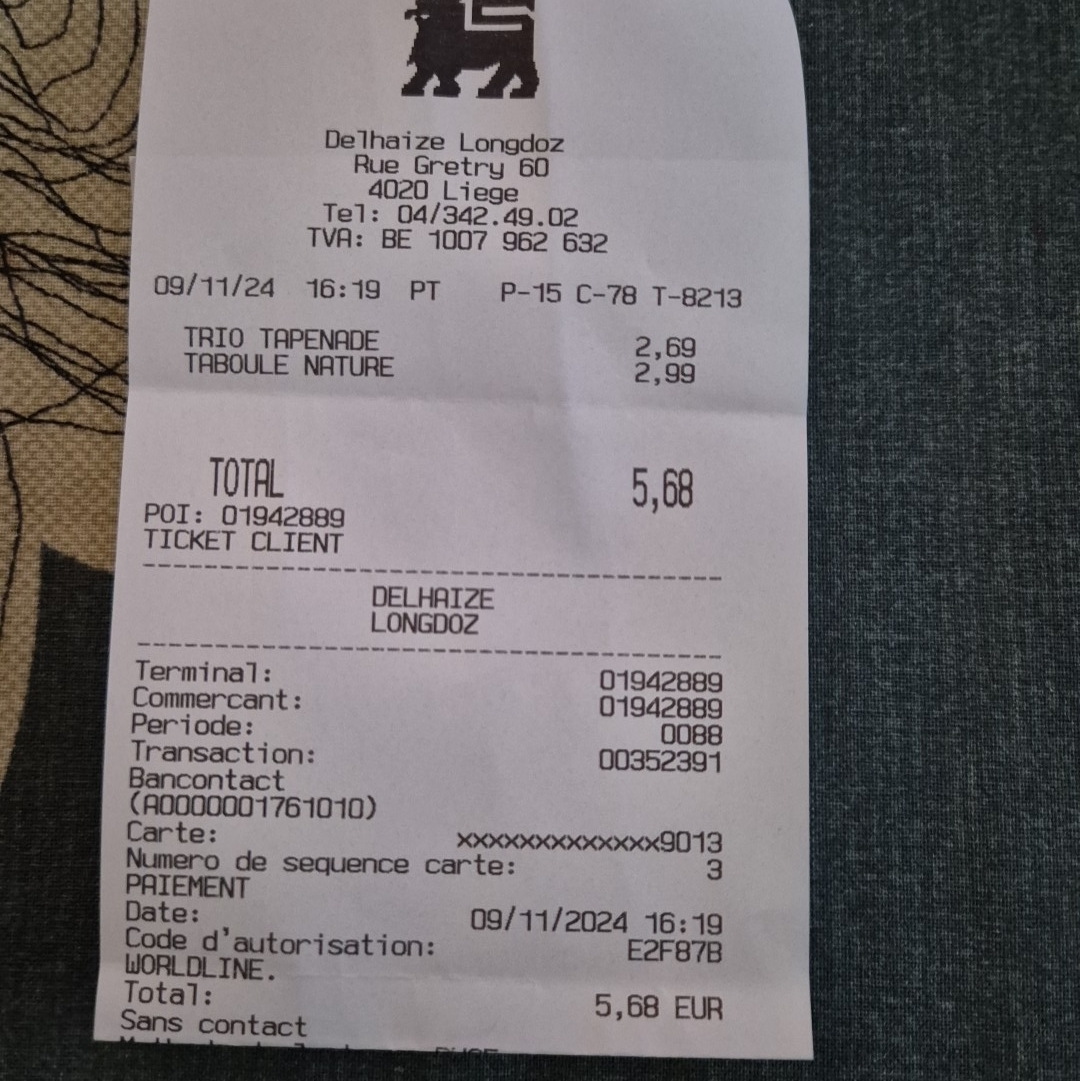 Delhaize Longdoz
Rue Gretry 60
4020 Liege
Tel: 04/342.49.02
TVA: BE 1007 962 632
09/11/24 16:19 PT P-15 C-78 T-8213
TRIO TAPENADE 2,69
TABOULE NATURE 2,99
TOTAL 5,68
POI: 01942889
TICKET CLIENT
DELHAIZE
LONGDOZ
Terminal: 01942889
Commercant: 01942889
Periode: 0088
Transaction: 00352391
Bancontact
(A0000001761010)
Carte: xxxxxxxxxxxxx9013
Numero de sequence carte: 3
PAIEMENT
Date: 09/11/2024 16:19
Code d'autorisation: E2F87B
WORLDLINE.
Total: 5,68 EUR
Sans contact